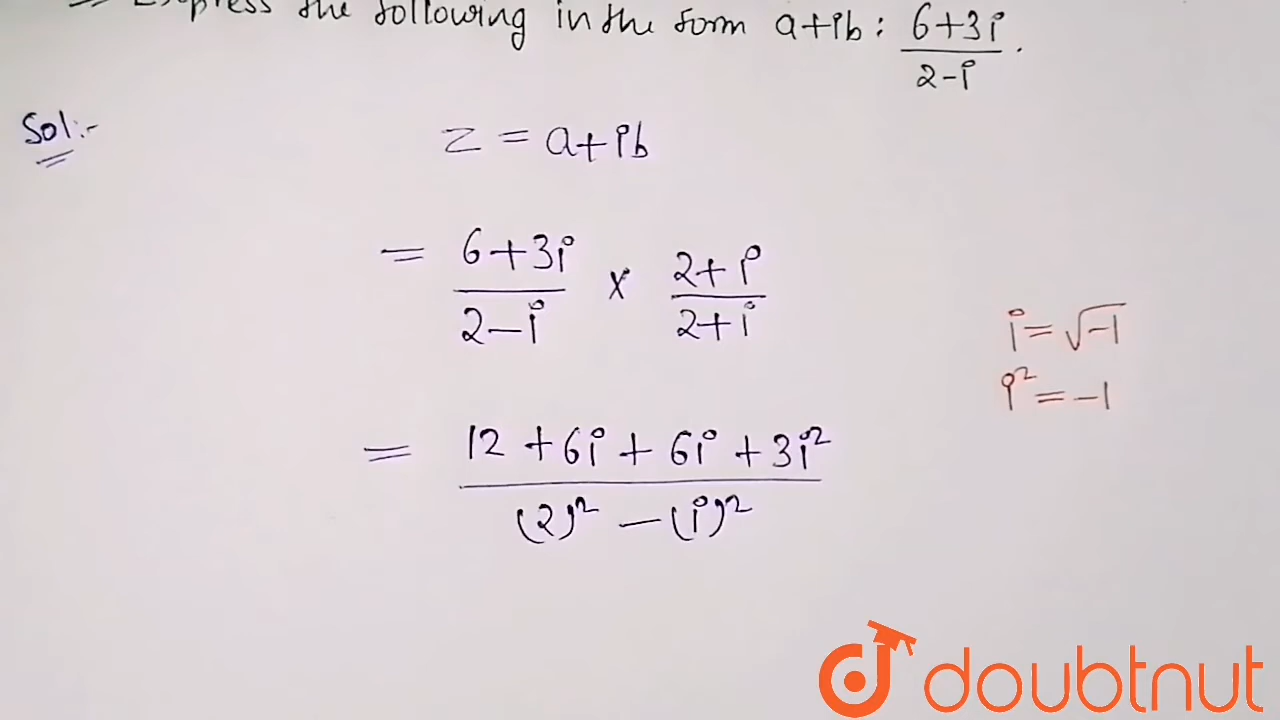 the following in the form a+ib : 6+3i / 2-i .
Sol:-
z = a+ib
= 6+3i / 2-i × 2+i / 2+i
i = √-1
i² = -1
= 12 + 6i + 6i + 3i² / (2)² - (i)²
doubtnut